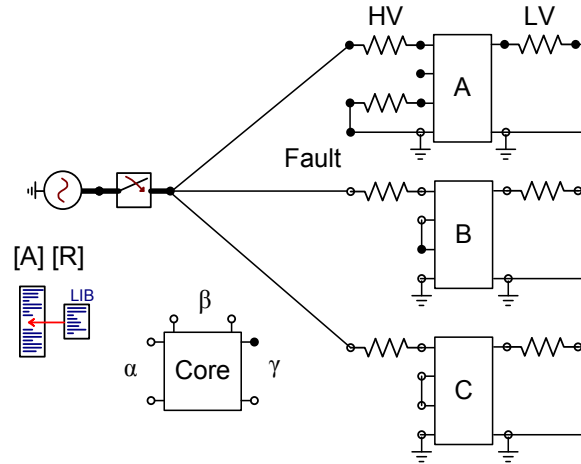 HV LV
A
Fault
B
[A] [R]
LIB
β
α Core γ
C